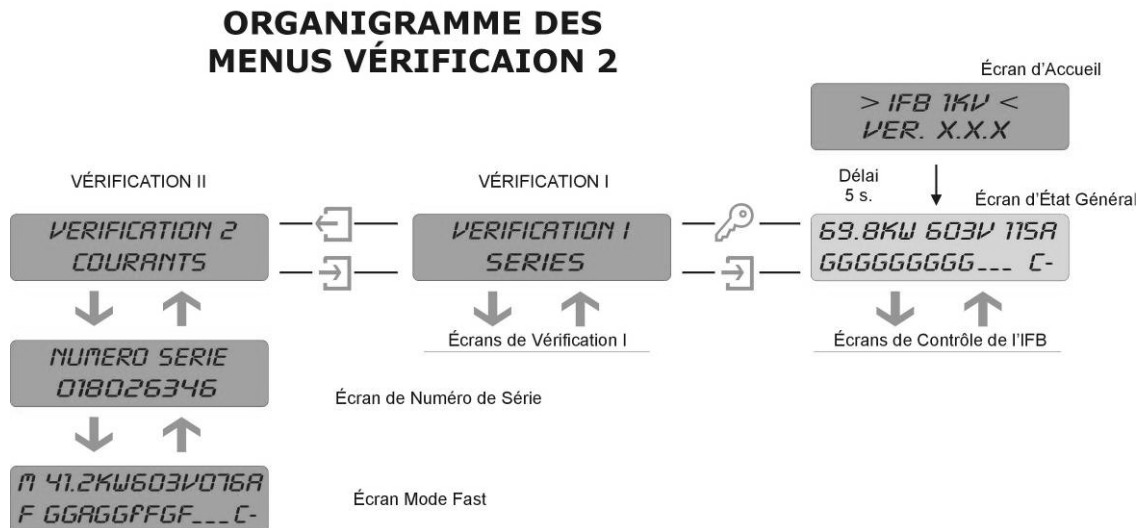 ORGANIGRAMME DES
MENUS VÉRIFICAION 2
Écran d'Accueil
> IFB 1KV <
VER. X.X.X
Délai
5 s.
Écran d'État Général
VÉRIFICATION II
VÉRIFICATION I
VERIFICATION 2
COURANTS
VERIFICATION 1
SERIES
69.8KW 603V 115A
GGGGGGGGG___ C-
Écrans de Vérification I
Écrans de Contrôle de l'IFB
NUMERO SERIE
018026346
Écran de Numéro de Série
M 41.2KW603V076A
F GGAGGfFGF___C-
Écran Mode Fast